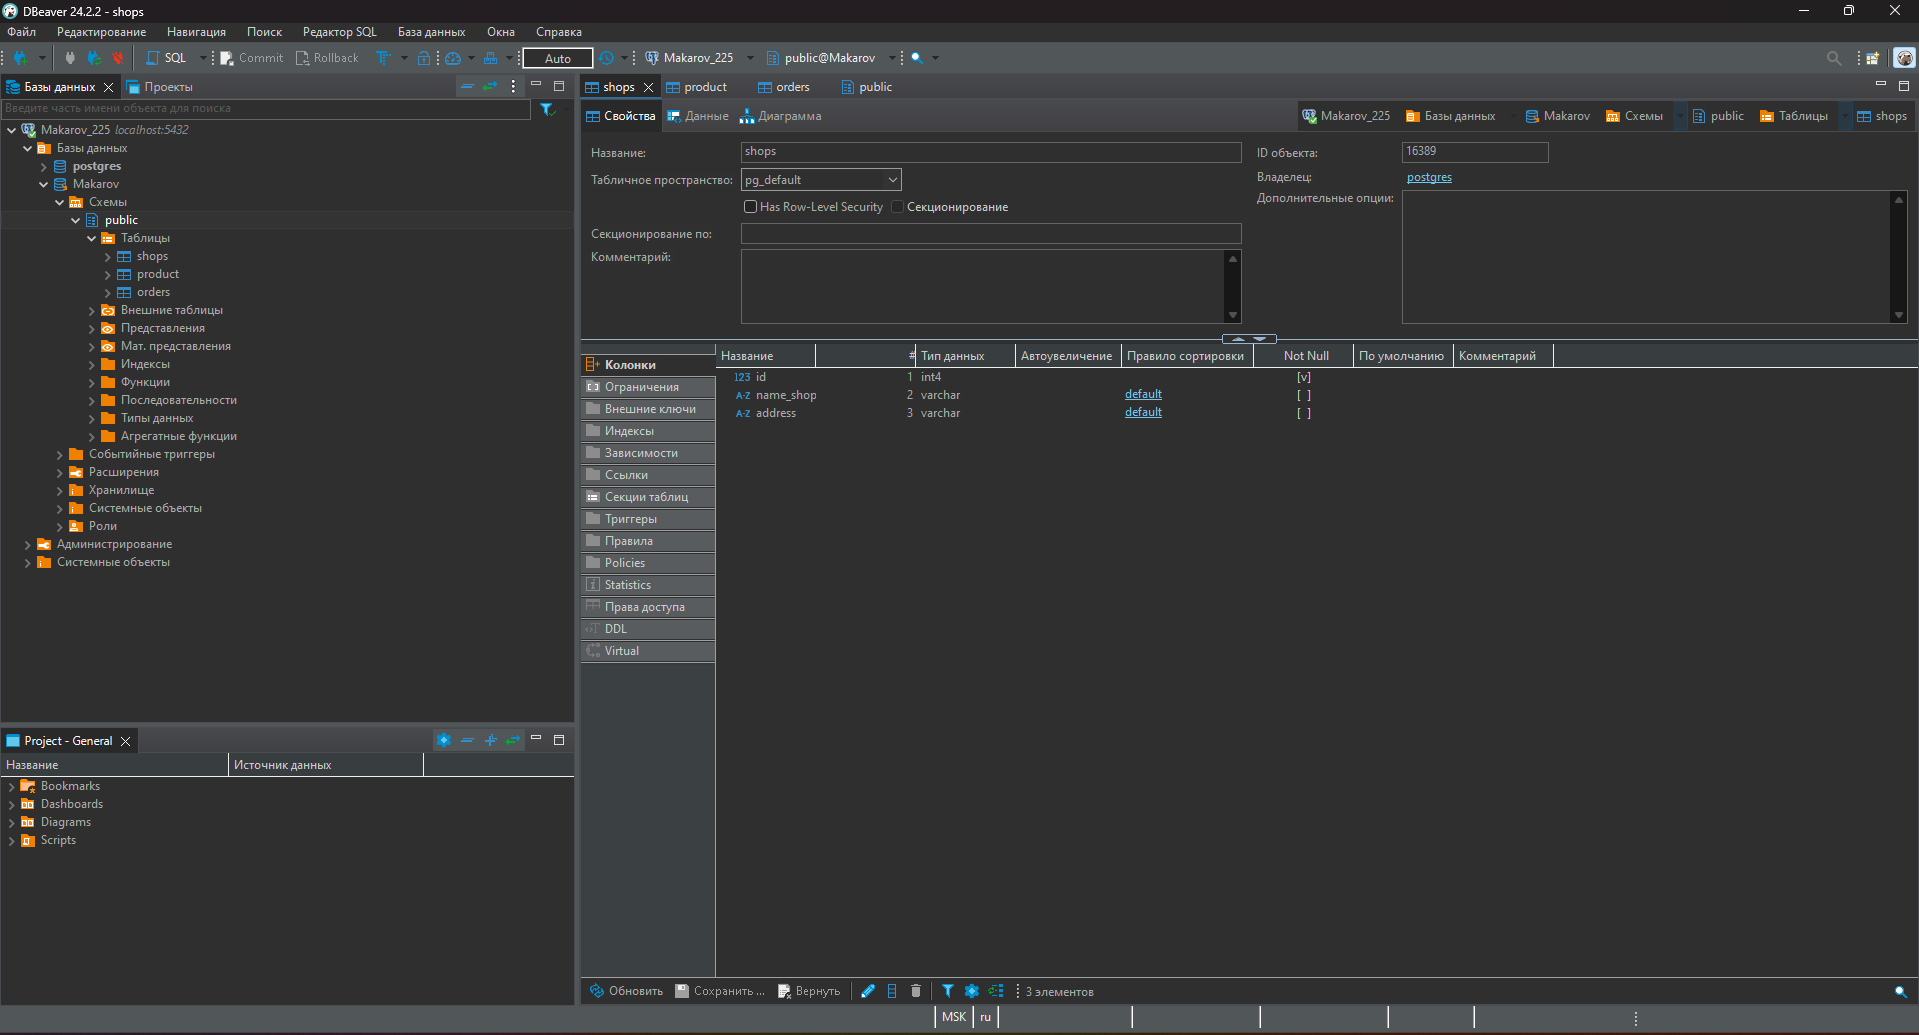 DBeaver 24.2.2 - shops
Файл Редактирование Навигация Поиск Редактор SQL База данных Окна Справка
SQL Commit Rollback Auto Makarov_225 public@Makarov
Базы данных Проекты
Введите часть имени объекта для поиска
Makarov_225 localhost:5432
Базы данных
postgres
Makarov
Схемы
public
Таблицы
shops
product
orders
Внешние таблицы
Представления
Мат. представления
Индексы
Функции
Последовательности
Типы данных
Агрегатные функции
Событийные триггеры
Расширения
Хранилище
Системные объекты
Роли
Администрирование
Системные объекты
Project - General
Название Источник данных
Bookmarks
Dashboards
Diagrams
Scripts
shops product orders public
Свойства Данные Диаграмма Makarov_225 Базы данных Makarov Схемы public Таблицы shops
Название: shops ID объекта: 16389
Табличное пространство: pg_default Владелец: postgres
Дополнительные опции:
Has Row-Level Security Секционирование
Секционирование по:
Комментарий:
Колонки
Ограничения
Внешние ключи
Индексы
Зависимости
Ссылки
Секции таблиц
Триггеры
Правила
Policies
Statistics
Права доступа
DDL
Virtual
Название # Тип данных Автоувеличение Правило сортировки Not Null По умолчанию Комментарий
123 id 1 int4 [v]
A-Z name_shop 2 varchar default [ ]
A-Z address 3 varchar default [ ]
Обновить Сохранить ... Вернуть 3 элементов
MSK ru